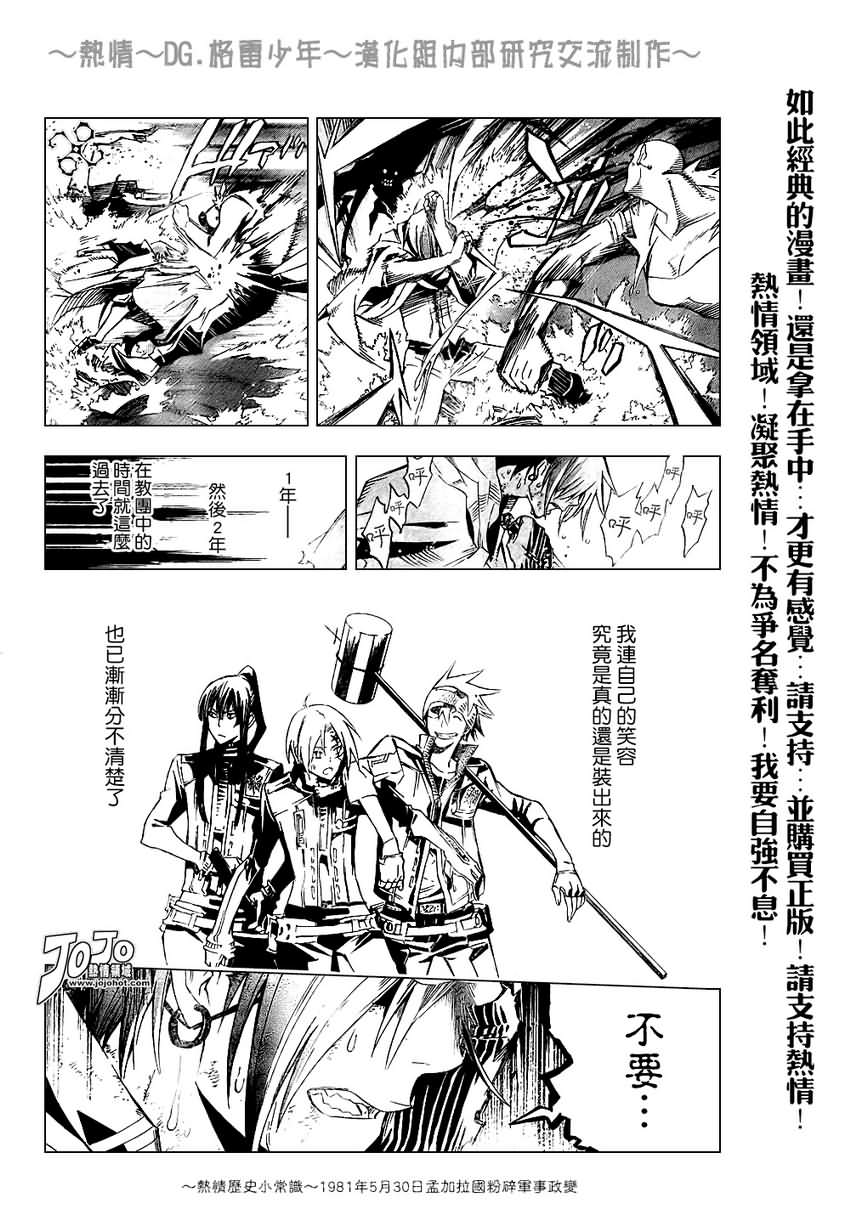 ～熱情～DG.格雷少年～漢化組内部研究交流制作～
如此經典的漫畫！還是拿在手中…才更有感覺…請支持…並購買正版！請支持熱情！
熱情領域！凝聚熱情！不為爭名奪利！我要自強不息！
呼
呼
呼
呼
1年——
然後2年
在教團中的
時間就這麼
過去了
我連自己的笑容
究竟是真的還是裝出來的
也已漸漸分不清楚了
JOJO
熱情領域
www.jojohot.com
不要…
～熱情歷史小常識～1981年5月30日孟加拉國粉碎軍事政變